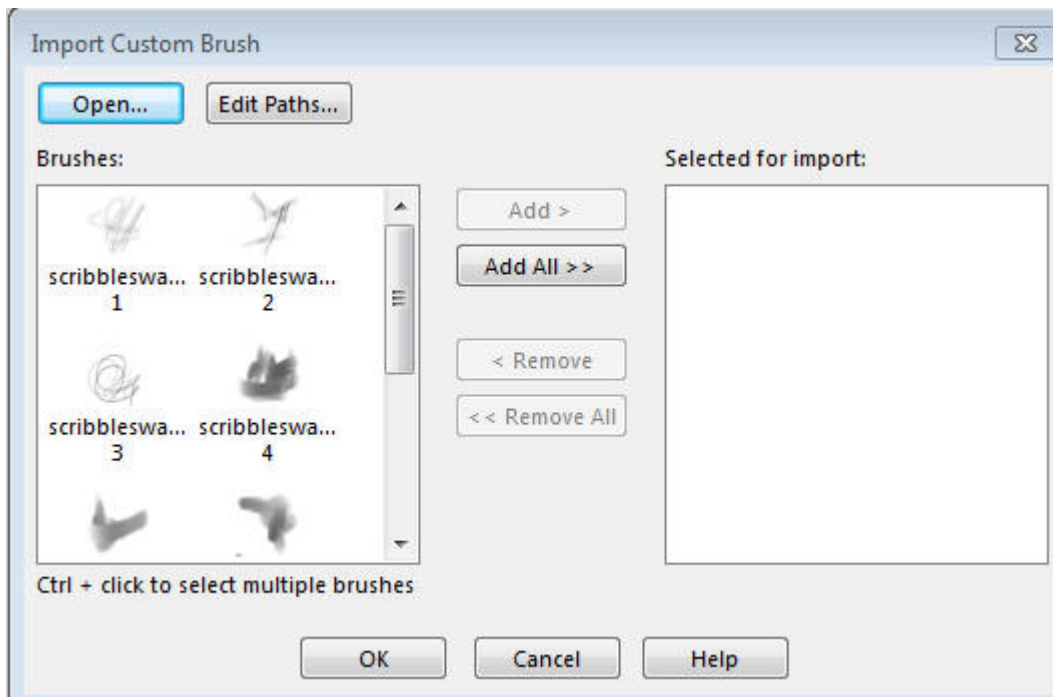 Import Custom Brush
Open... Edit Paths...
Brushes:
Selected for import:
scribbleswa... scribbleswa...
1 2
scribbleswa... scribbleswa...
3 4
Add >
Add All >>
< Remove
<< Remove All
Ctrl + click to select multiple brushes
OK Cancel Help